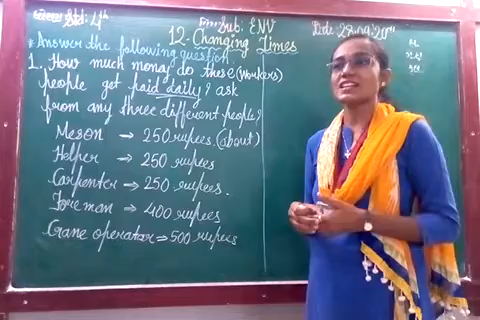 Std: 4th Sub: ENV Date 28.09.20
12-Changing Times
* Answer the following question.
1. How much money do these (workers)
people get paid daily? ask
from any three different people?
Meson → 250 rupees (about)
Helper → 250 rupees
Carpenter → 250 rupees.
Fore man → 400 rupees
Crane operator → 500 rupees